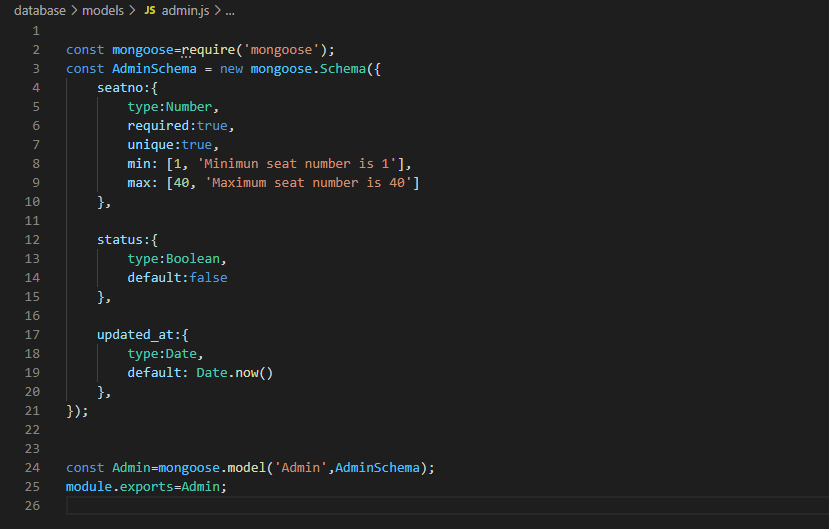 database > models > JS admin.js > ...
1
2 const mongoose=require('mongoose');
3 const AdminSchema = new mongoose.Schema({
4     seatno:{
5         type:Number,
6         required:true,
7         unique:true,
8         min: [1, 'Minimun seat number is 1'],
9         max: [40, 'Maximum seat number is 40']
10     },
11
12     status:{
13         type:Boolean,
14         default:false
15     },
16
17     updated_at:{
18         type:Date,
19         default: Date.now()
20     },
21 });
22
23
24 const Admin=mongoose.model('Admin',AdminSchema);
25 module.exports=Admin;
26